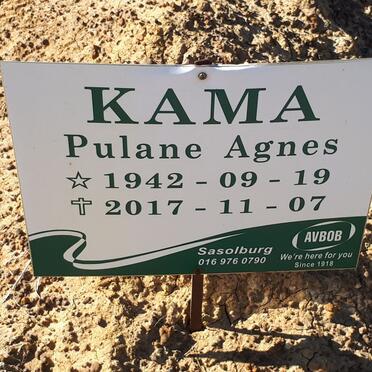 KAMA
Pulane Agnes
☆ 1942 - 09 - 19
✞ 2017 - 11 - 07
AVBOB
Sasolburg
016 976 0790
We're here for you
Since 1918